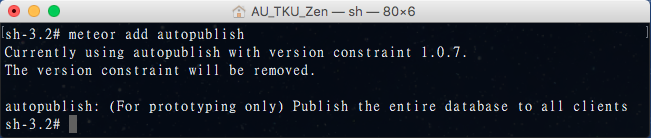 AU_TKU_Zen — sh — 80×6
[sh-3.2# meteor add autopublish ]
Currently using autopublish with version constraint 1.0.7.
The version constraint will be removed.
autopublish: (For prototyping only) Publish the entire database to all clients
sh-3.2#